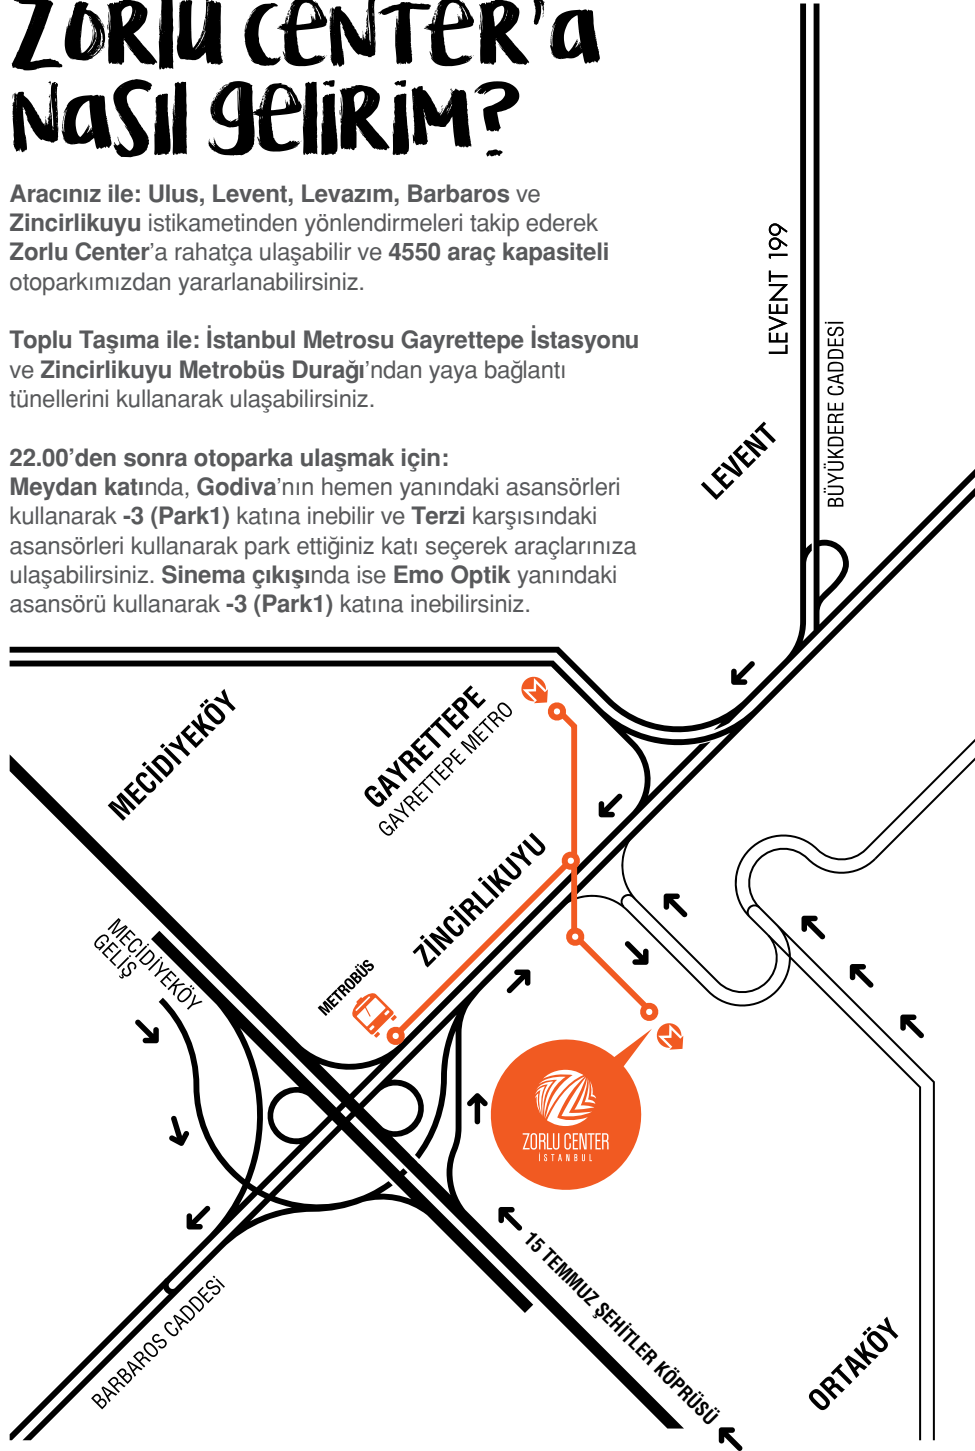 ZORLU CENTER'a
NASIL GELİRİM?
Aracınız ile: Ulus, Levent, Levazım, Barbaros ve
Zincirlikuyu istikametinden yönlendirmeleri takip ederek
Zorlu Center'a rahatça ulaşabilir ve 4550 araç kapasiteli
otoparkımızdan yararlanabilirsiniz.
Toplu Taşıma ile: İstanbul Metrosu Gayrettepe İstasyonu
ve Zincirlikuyu Metrobüs Durağı'ndan yaya bağlantı
tünellerini kullanarak ulaşabilirsiniz.
22.00'den sonra otoparka ulaşmak için:
Meydan katında, Godiva'nın hemen yanındaki asansörleri
kullanarak -3 (Park1) katına inebilir ve Terzi karşısındaki
asansörleri kullanarak park ettiğiniz katı seçerek araçlarınıza
ulaşabilirsiniz. Sinema çıkışında ise Emo Optik yanındaki
asansörü kullanarak -3 (Park1) katına inebilirsiniz.
LEVENT 199
BÜYÜKDERE CADDESİ
LEVENT
MECİDİYEKÖY
GAYRETTEPE
GAYRETTEPE METRO
ZİNCİRLİKUYU
MECİDİYEKÖY
GELİŞ
METROBÜS
ZORLU CENTER
İSTANBUL
15 TEMMUZ ŞEHİTLER KÖPRÜSÜ
BARBAROS CADDESİ
ORTAKÖY